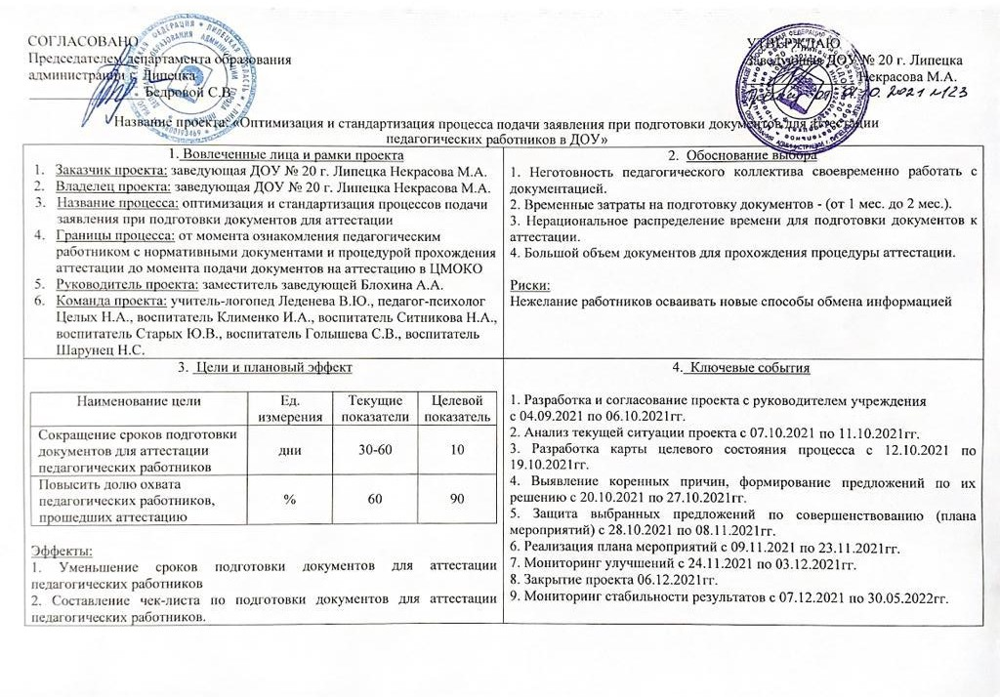 СОГЛАСОВАНО
Председателем департамента образования
администрации г. Липецка
Бедровой С.В.
УТВЕРЖДАЮ
Заведующая ДОУ № 20 г. Липецка
Некрасова М.А.
10. 2021 №123
Название проекта: «Оптимизация и стандартизация процесса подачи заявления при подготовки документов для аттестации
педагогических работников в ДОУ»
1. Вовлеченные лица и рамки проекта
1. Заказчик проекта: заведующая ДОУ № 20 г. Липецка Некрасова М.А.
2. Владелец проекта: заведующая ДОУ № 20 г. Липецка Некрасова М.А.
3. Название процесса: оптимизация и стандартизация процессов подачи
заявления при подготовки документов для аттестации
4. Границы процесса: от момента ознакомления педагогическим
работником с нормативными документами и процедурой прохождения
аттестации до момента подачи документов на аттестацию в ЦМОКО
5. Руководитель проекта: заместитель заведующей Блохина А.А.
6. Команда проекта: учитель-логопед Леденева В.Ю., педагог-психолог
Целых Н.А., воспитатель Клименко И.А., воспитатель Ситникова Н.А.,
воспитатель Старых Ю.В., воспитатель Голышева С.В., воспитатель
Шарунец Н.С.
2. Обоснование выбора
1. Неготовность педагогического коллектива своевременно работать с
документацией.
2. Временные затраты на подготовку документов - (от 1 мес. до 2 мес.).
3. Нерациональное распределение времени для подготовки документов к
аттестации.
4. Большой объем документов для прохождения процедуры аттестации.
Риски:
Нежелание работников осваивать новые способы обмена информацией
3. Цели и плановый эффект
Наименование цели
Ед.
измерения
Текущие
показатели
Целевой
показатель
Сокращение сроков подготовки
документов для аттестации
педагогических работников
дни
30-60
10
Повысить долю охвата
педагогических работников,
прошедших аттестацию
%
60
90
Эффекты:
1. Уменьшение сроков подготовки документов для аттестации
педагогических работников
2. Составление чек-листа по подготовки документов для аттестации
педагогических работников.
4. Ключевые события
1. Разработка и согласование проекта с руководителем учреждения
с 04.09.2021 по 06.10.2021гг.
2. Анализ текущей ситуации проекта с 07.10.2021 по 11.10.2021гг.
3. Разработка карты целевого состояния процесса с 12.10.2021 по
19.10.2021гг.
4. Выявление коренных причин, формирование предложений по их
решению с 20.10.2021 по 27.10.2021гг.
5. Защита выбранных предложений по совершенствованию (плана
мероприятий) с 28.10.2021 по 08.11.2021гг.
6. Реализация плана мероприятий с 09.11.2021 по 23.11.2021гг.
7. Мониторинг улучшений с 24.11.2021 по 03.12.2021гг.
8. Закрытие проекта 06.12.2021гг.
9. Мониторинг стабильности результатов с 07.12.2021 по 30.05.2022гг.